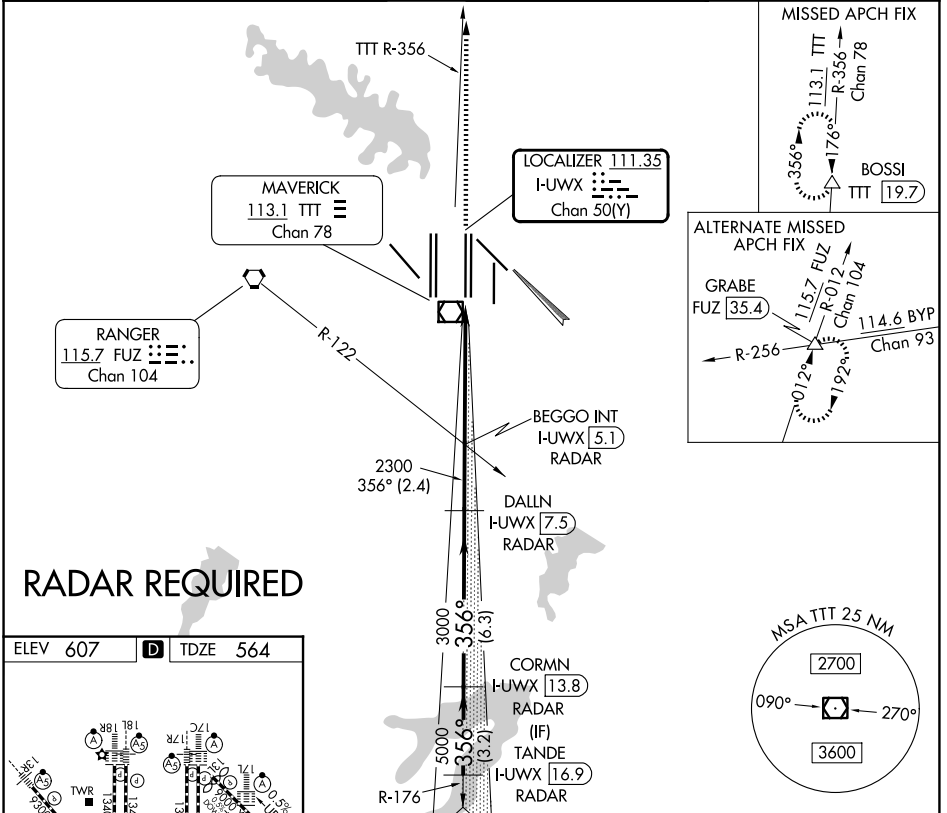 TTT R-356
MISSED APCH FIX
113.1 TTT
R-356
Chan 78
356°
176°
BOSSI
TTT 19.7
MAVERICK
113.1 TTT
Chan 78
LOCALIZER 111.35
I-UWX
Chan 50(Y)
ALTERNATE MISSED
APCH FIX
GRABE
FUZ 35.4
115.7 FUZ
R-012
Chan 104
114.6 BYP
Chan 93
R-256
012°
192°
RANGER
115.7 FUZ
Chan 104
R-122
BEGGO INT
I-UWX 5.1
RADAR
2300
356° (2.4)
DALLN
I-UWX 7.5
RADAR
RADAR REQUIRED
3000
356°
(6.3)
CORMN
I-UWX 13.8
RADAR
(IF)
TANDE
I-UWX 16.9
RADAR
5000
356°
(3.2)
R-176
MSA TTT 25 NM
2700
090°
270°
3600
ELEV 607
D
TDZE 564
18R
18L
17R
17C
17L
13R
A
A5
A5
A
A5
A
P
P
P
P
TWR
0.5%